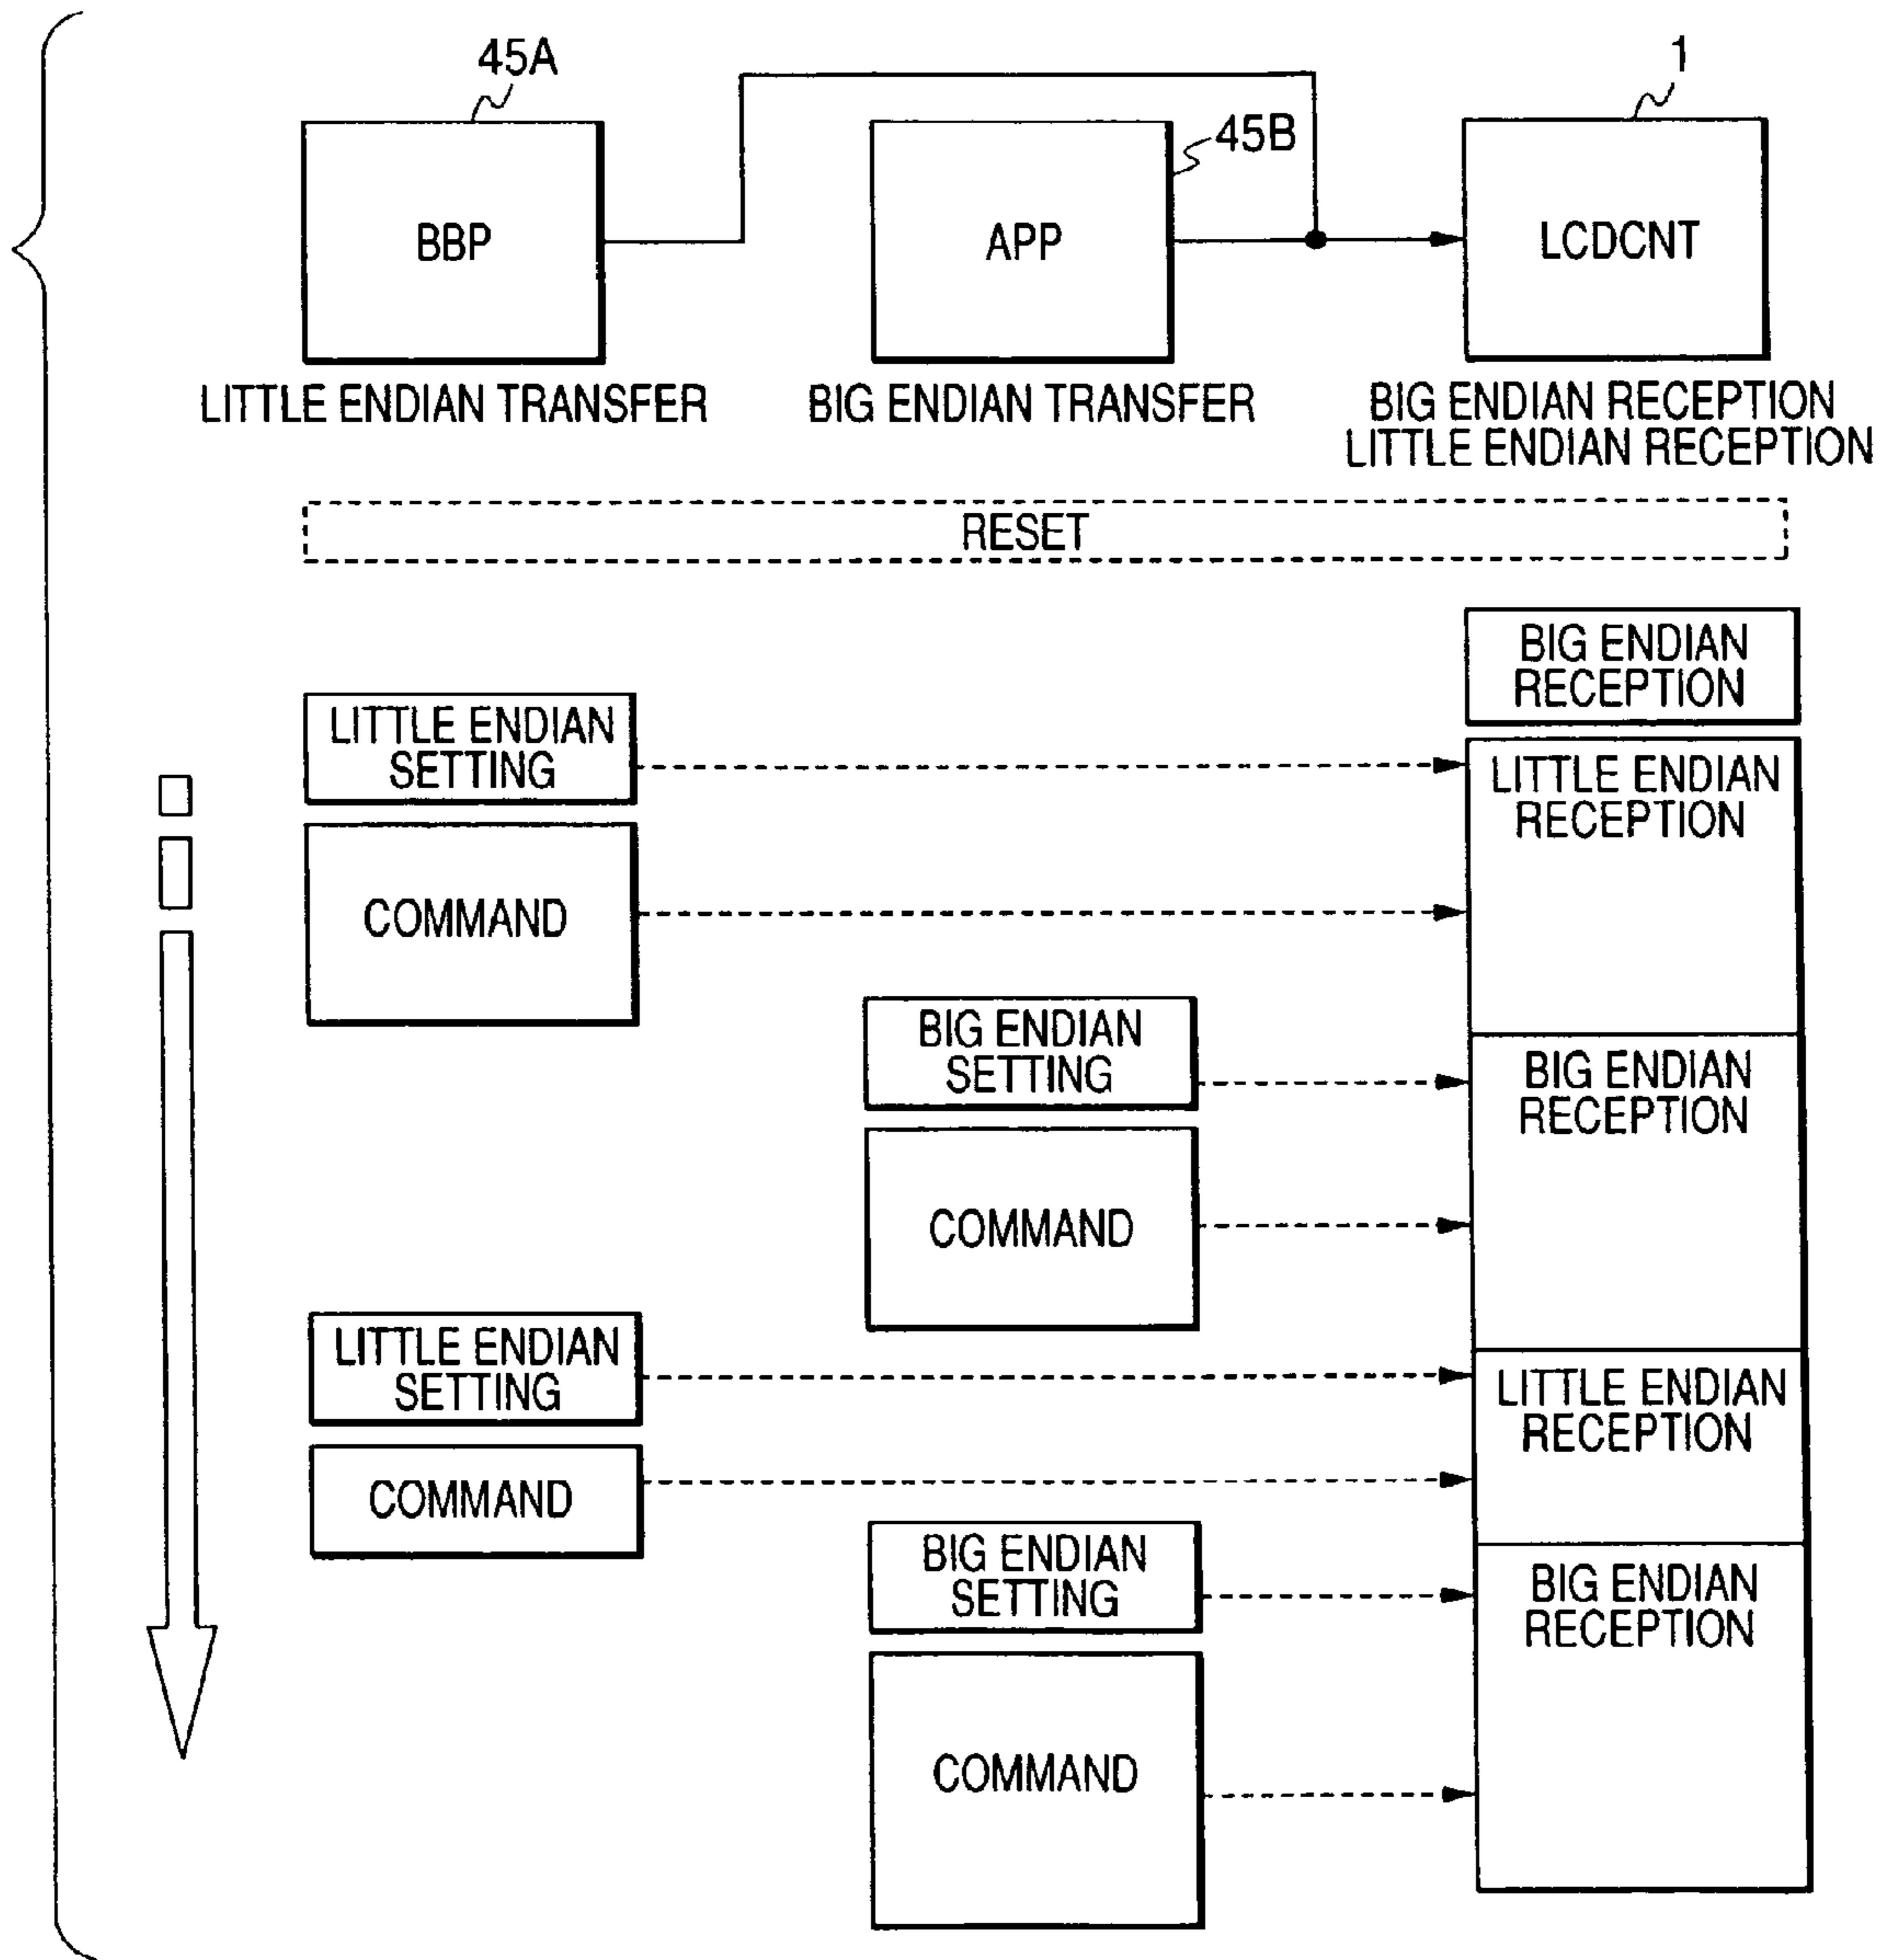 45A
1
45B
BBP
APP
LCDCNT
LITTLE ENDIAN TRANSFER
BIG ENDIAN TRANSFER
BIG ENDIAN RECEPTION
LITTLE ENDIAN RECEPTION
RESET
BIG ENDIAN
RECEPTION
LITTLE ENDIAN
SETTING
LITTLE ENDIAN
RECEPTION
COMMAND
BIG ENDIAN
SETTING
BIG ENDIAN
RECEPTION
COMMAND
LITTLE ENDIAN
SETTING
LITTLE ENDIAN
RECEPTION
COMMAND
BIG ENDIAN
SETTING
BIG ENDIAN
RECEPTION
COMMAND